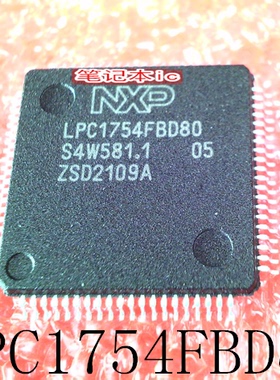 笔记本ic
NXP
LPC1754FBD80
S4W581.1 05
ZSD2109A
PC1754FBD